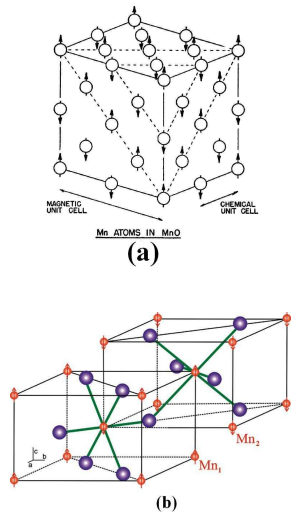 MAGNETIC
UNIT CELL
CHEMICAL
UNIT CELL
Mn ATOMS IN MnO
(a)
c
a
b
Mn₂
Mn₁
(b)